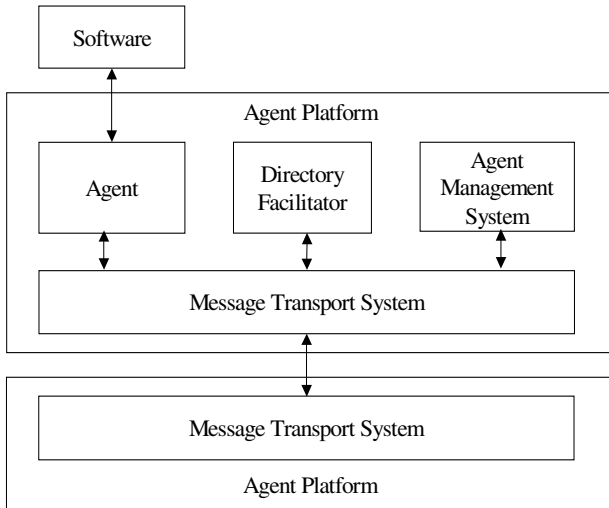 Software
Agent Platform
Agent
Directory
Facilitator
Agent
Management
System
Message Transport System
Message Transport System
Agent Platform